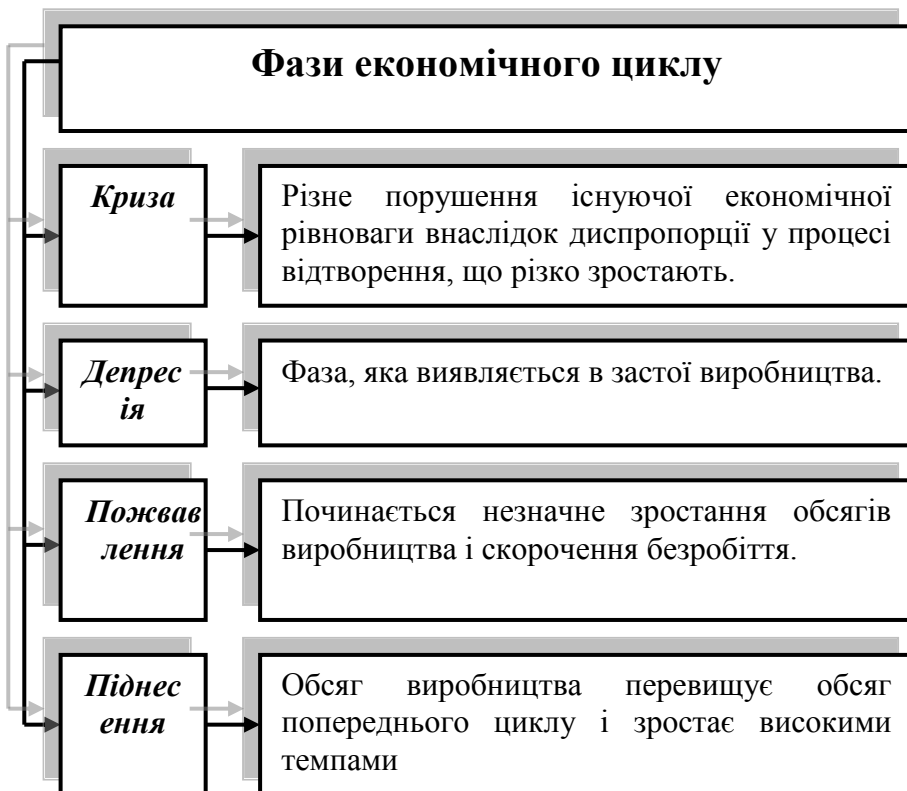 Фази економічного циклу
Криза
Різне порушення існуючої економічної
рівноваги внаслідок диспропорції у процесі
відтворення, що різко зростають.
Депрес
ія
Фаза, яка виявляється в застої виробництва.
Пожвав
лення
Починається незначне зростання обсягів
виробництва і скорочення безробіття.
Піднес
ення
Обсяг виробництва перевищує обсяг
попереднього циклу і зростає високими
темпами